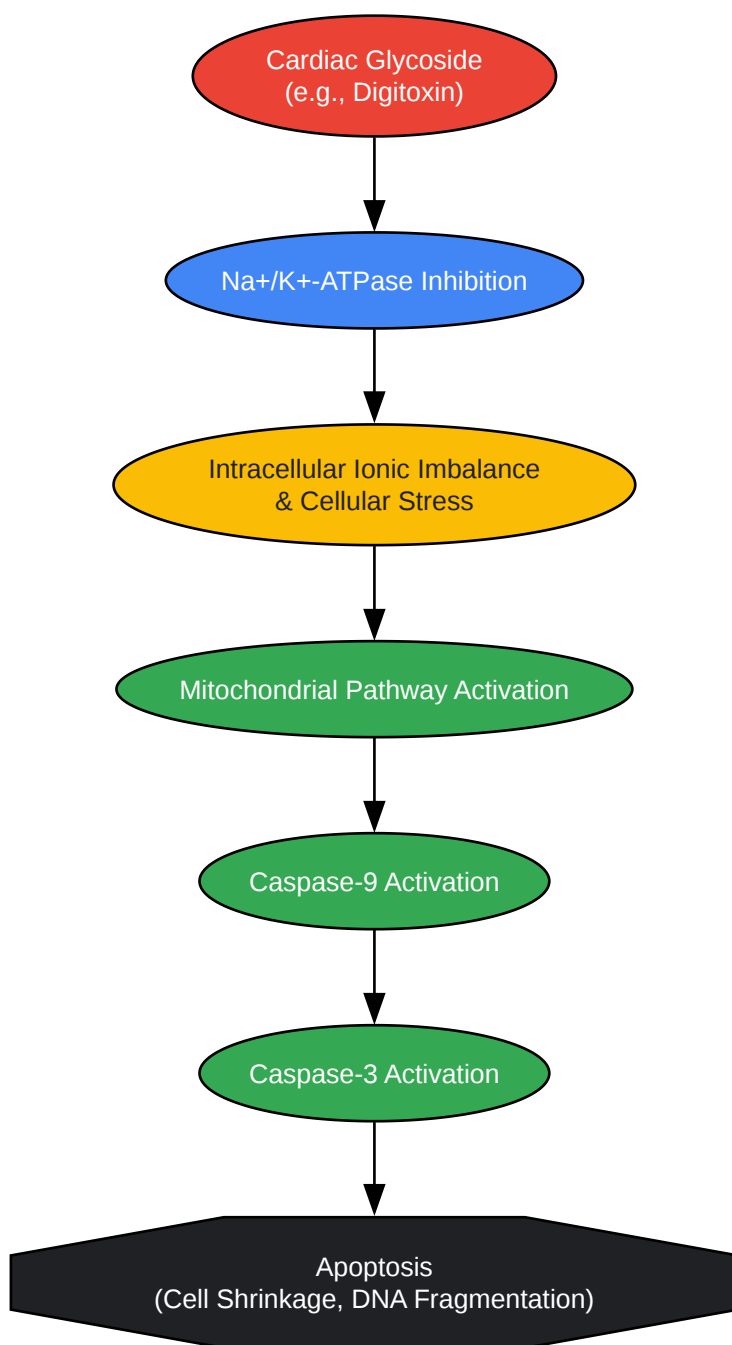 Cardiac Glycoside
(e.g., Digitoxin)
Na+/K+-ATPase Inhibition
Intracellular Ionic Imbalance
& Cellular Stress
Mitochondrial Pathway Activation
Caspase-9 Activation
Caspase-3 Activation
Apoptosis
(Cell Shrinkage, DNA Fragmentation)